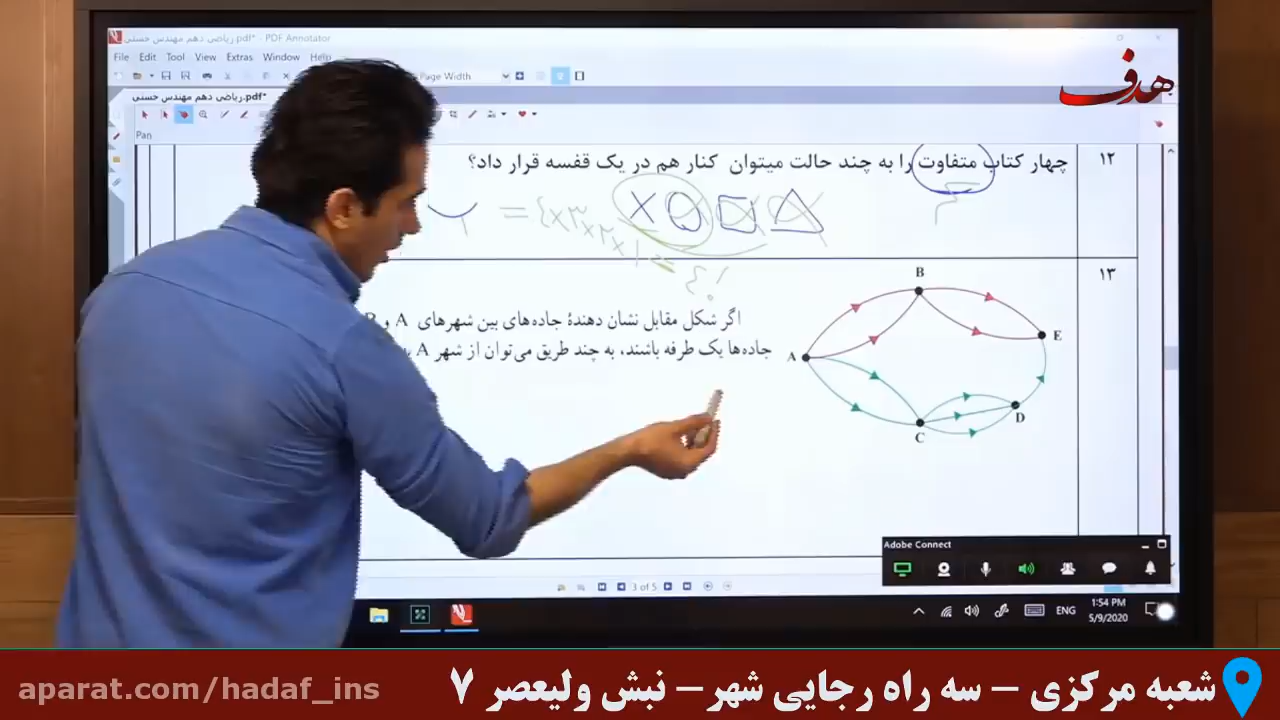 ریاضی دهم مهندس حسنی.pdf* - PDF Annotator
هدف
File Edit Tool View Extras Window Help
Page Width
ریاضی دهم مهندس حسنی.pdf*
Pan
۱۲
چهار کتاب متفاوت را به چند حالت میتوان کنار هم در یک قفسه قرار داد؟
= ۴×۳×۲×۱ = ۴!
۱۳
اگر شکل مقابل نشان دهندهٔ جاده‌های بین شهرهای A و B
جاده‌ها یک طرفه باشند، به چند طریق می‌توان از شهر A
B
E
A
D
C
Adobe Connect
3 of 5
ENG
1:54 PM
5/9/2020
شعبه مرکزی – سه راه رجایی شهر – نبش ولیعصر ۷
aparat.com/hadaf_ins